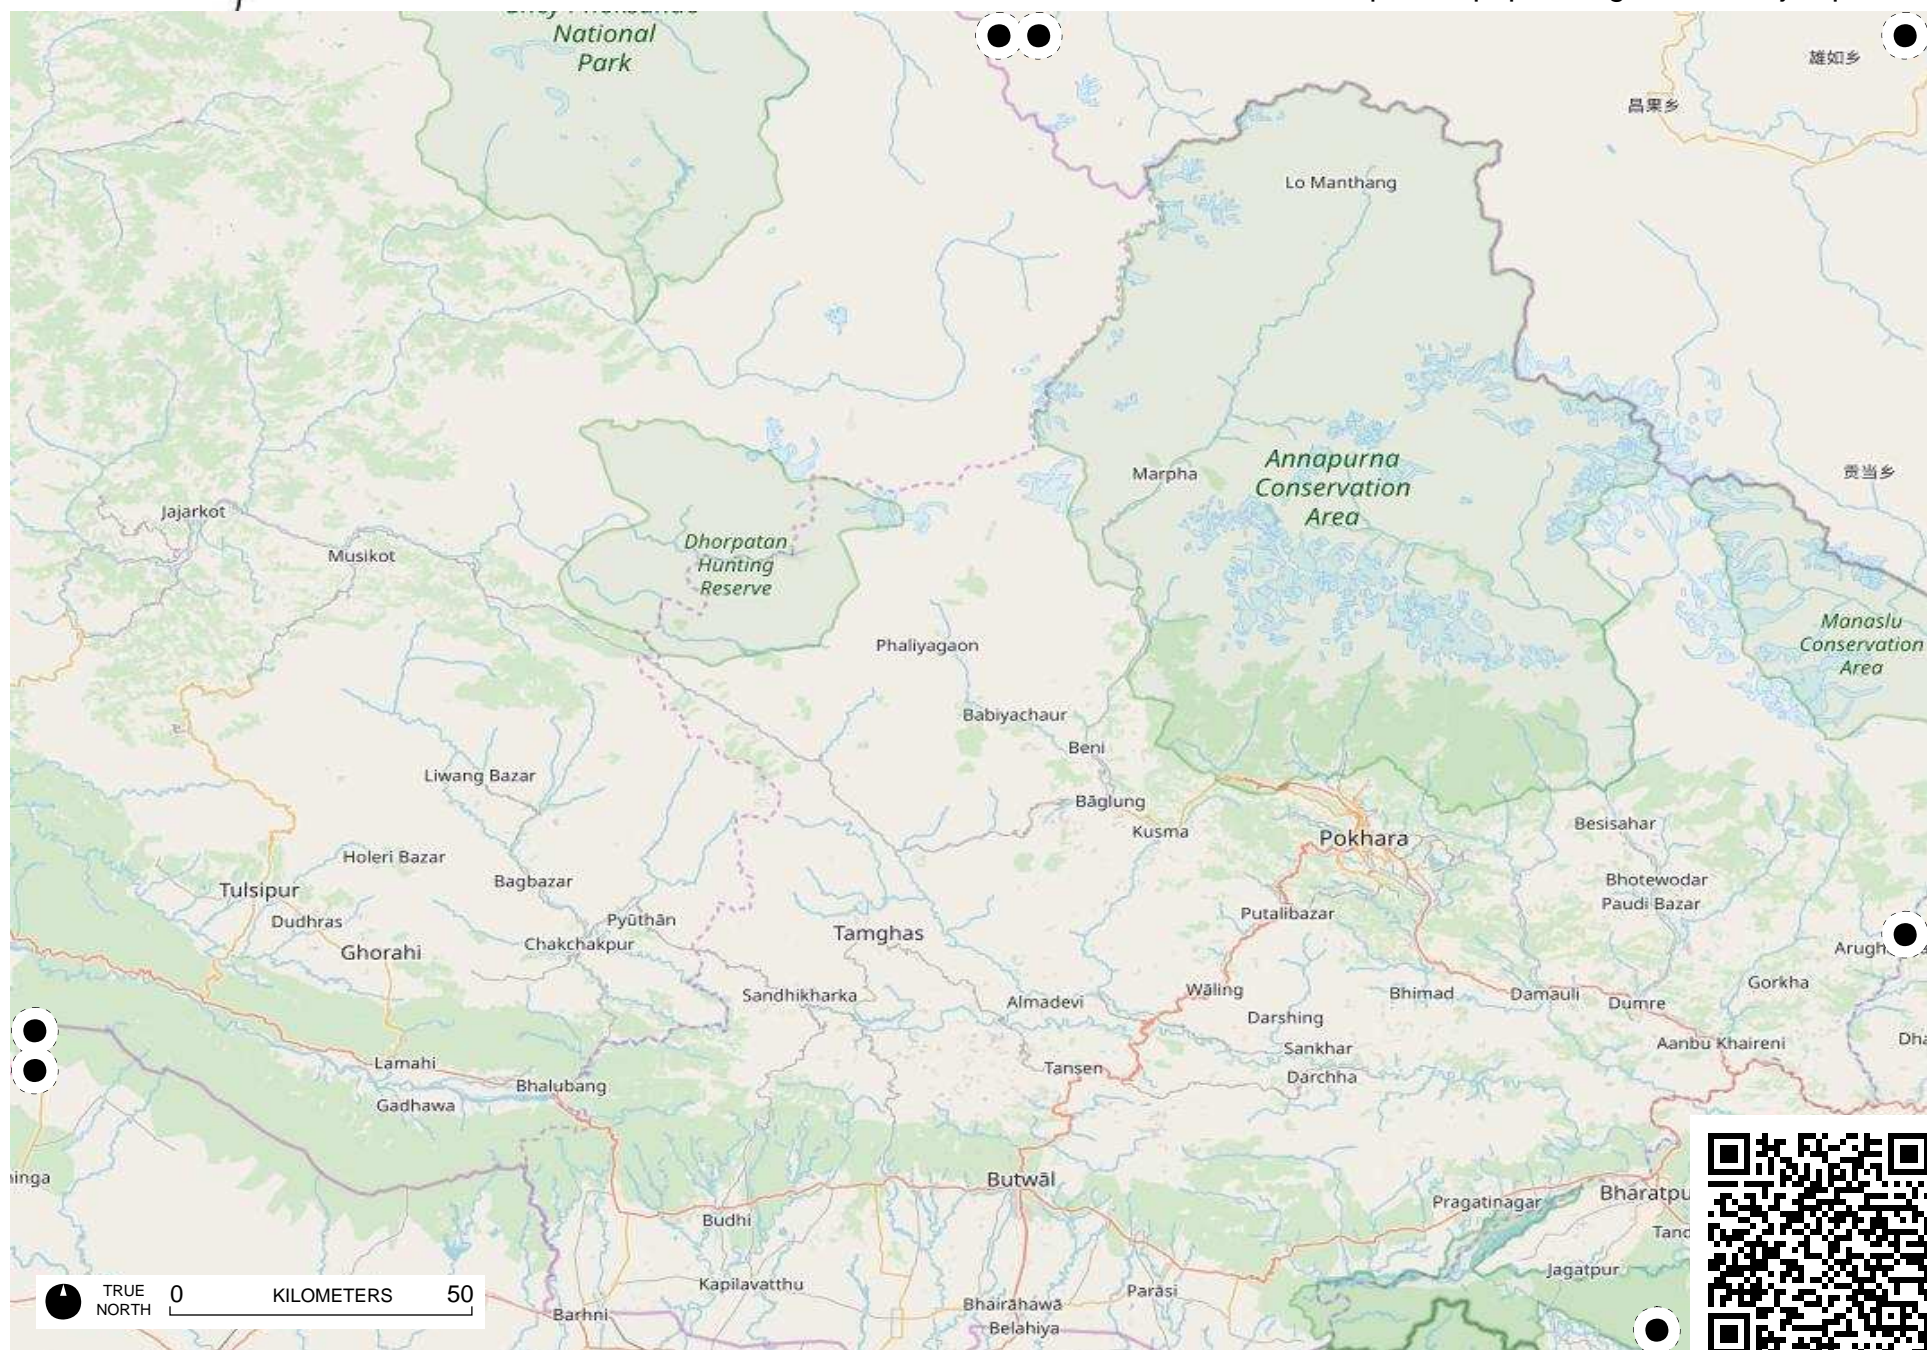 National
Park
雄如乡
昌果乡
Lo Manthang
Annapurna
Conservation
Area
Marpha
贡当乡
Jajarkot
Musikot
Dhorpatan
Hunting
Reserve
Manaslu
Conservation
Area
Phaliyagaon
Babiyachaur
Beni
Liwang Bazar
Bāglung
Kusma
Pokhara
Besisahar
Holeri Bazar
Bagbazar
Bhotewodar
Paudi Bazar
Tulsipur
Dudhras
Pyūthān
Putalibazar
Ghorahi
Chakchakpur
Tamghas
Arugh
Sandhikharka
Almadevi
Wāling
Bhimad
Damauli
Dumre
Gorkha
Darshing
Sankhar
Darchha
Aanbu Khaireni
Dha
Lamahi
Gadhawa
Bhalubang
Tansen
inga
Butwāl
Pragatinagar
Bharatpu
Budhi
Tand
Kapilavatthu
Parāsi
Jagatpur
Bhairāhawā
Belahiya
Barhni
TRUE
NORTH
0 KILOMETERS 50